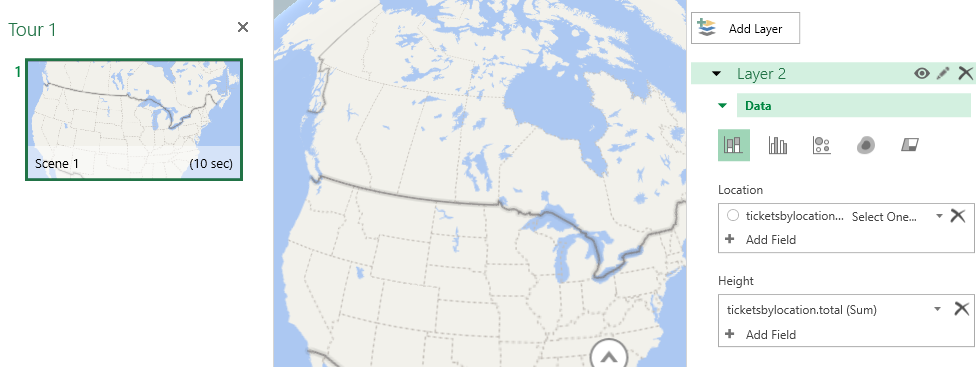 Tour 1
1
Scene 1 (10 sec)
Add Layer
Layer 2
Data
Location
ticketsbylocation... Select One...
Add Field
Height
ticketsbylocation.total (Sum)
Add Field